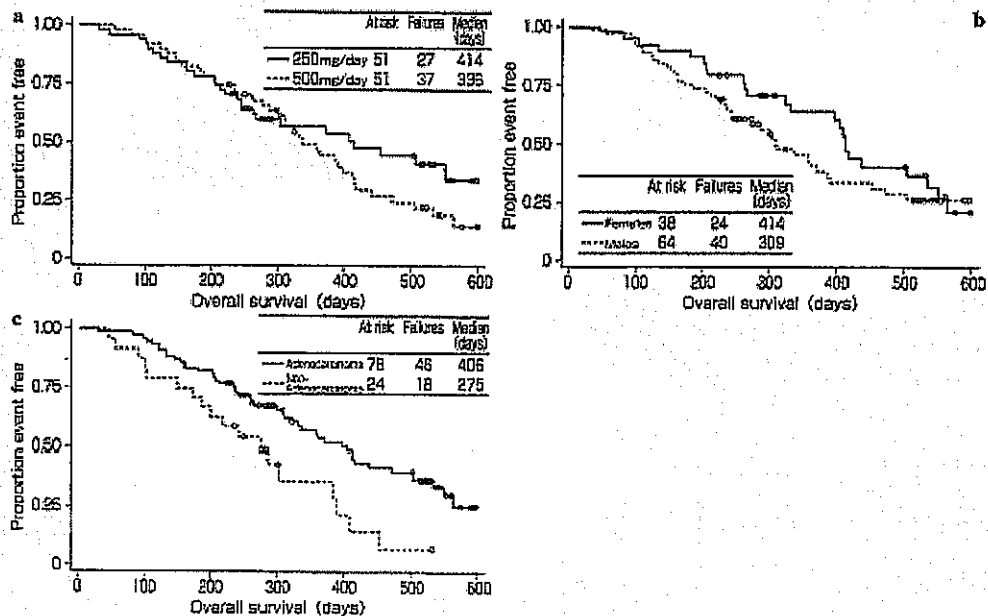 a
At risk Failures Median
(days)
250mg/day 51 27 414
500mg/day 51 37 395
1.00
0.75
0.50
0.25
0
Proportion event free
0 100 200 300 400 500 600
Overall survival (days)
b
1.00
0.75
0.50
0.25
0
Proportion event free
At risk Failures Median
(days)
Females 38 24 414
Males 64 40 309
0 100 200 300 400 500 600
Overall survival (days)
c
At risk Failures Median
(days)
Adenocarcinoma 78 46 406
Non-
24 18 275
1.00
0.75
0.50
0.25
0
Proportion event free
0 100 200 300 400 500 600
Overall survival (days)